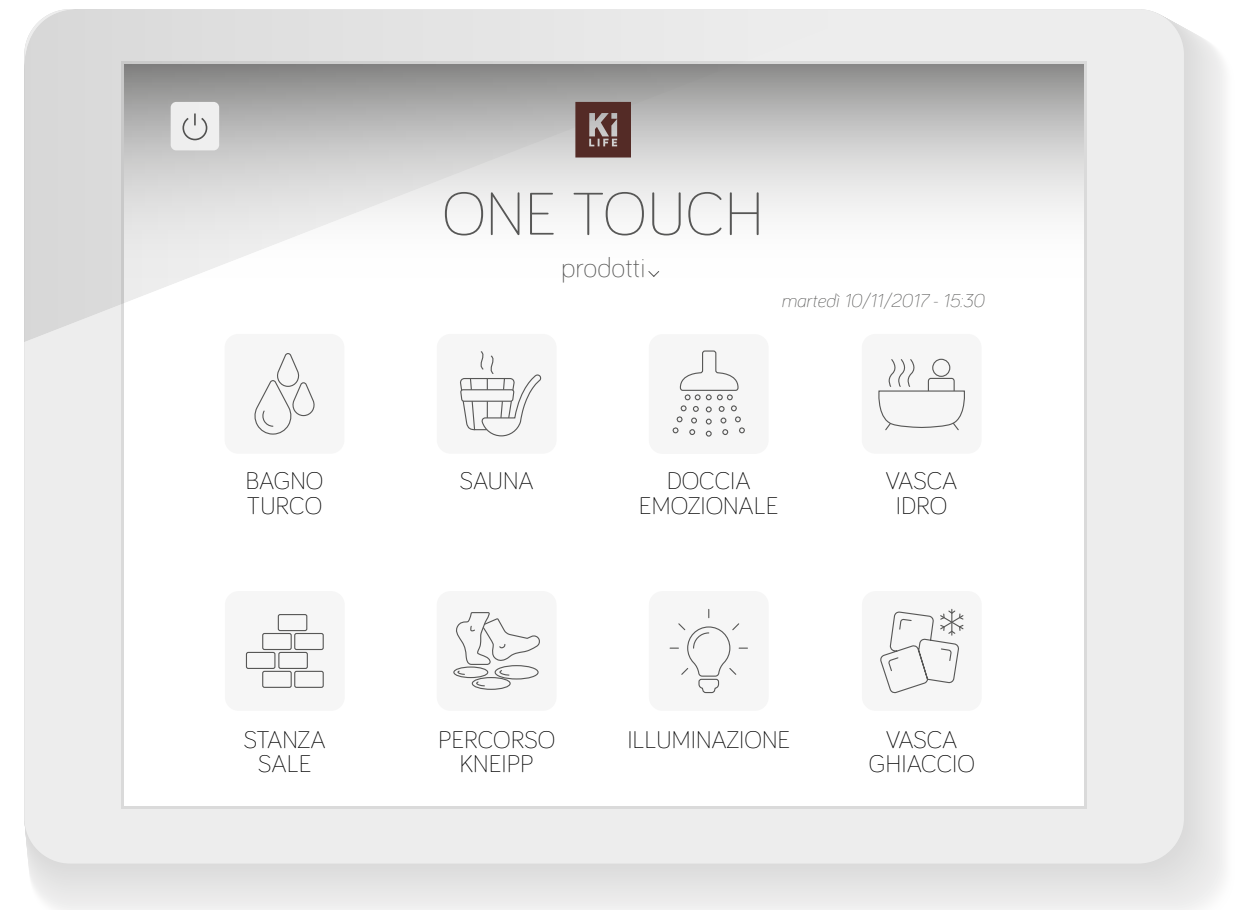 Ki
LIFE
ONE TOUCH
prodotti
martedì 10/11/2017 - 15:30
BAGNO
TURCO
SAUNA
DOCCIA
EMOZIONALE
VASCA
IDRO
STANZA
SALE
PERCORSO
KNEIPP
ILLUMINAZIONE
VASCA
GHIACCIO